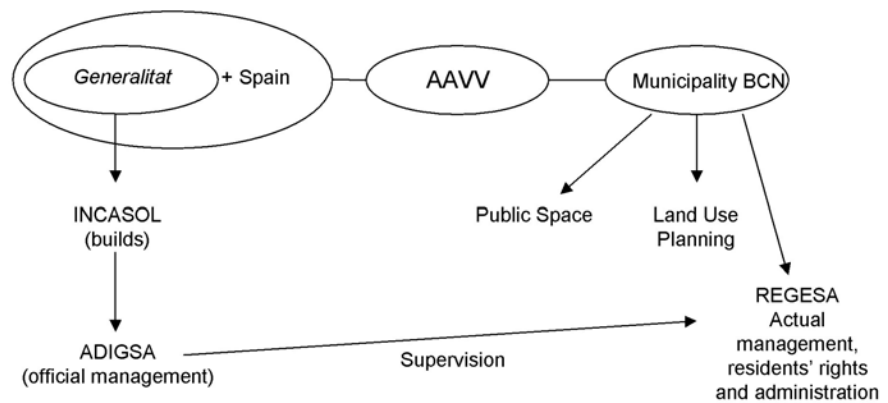 Generalitat
+ Spain
AAVV
Municipality BCN
INCASOL
(builds)
Public Space
Land Use
Planning
ADIGSA
(official management)
Supervision
REGESA
Actual
management,
residents' rights
and administration